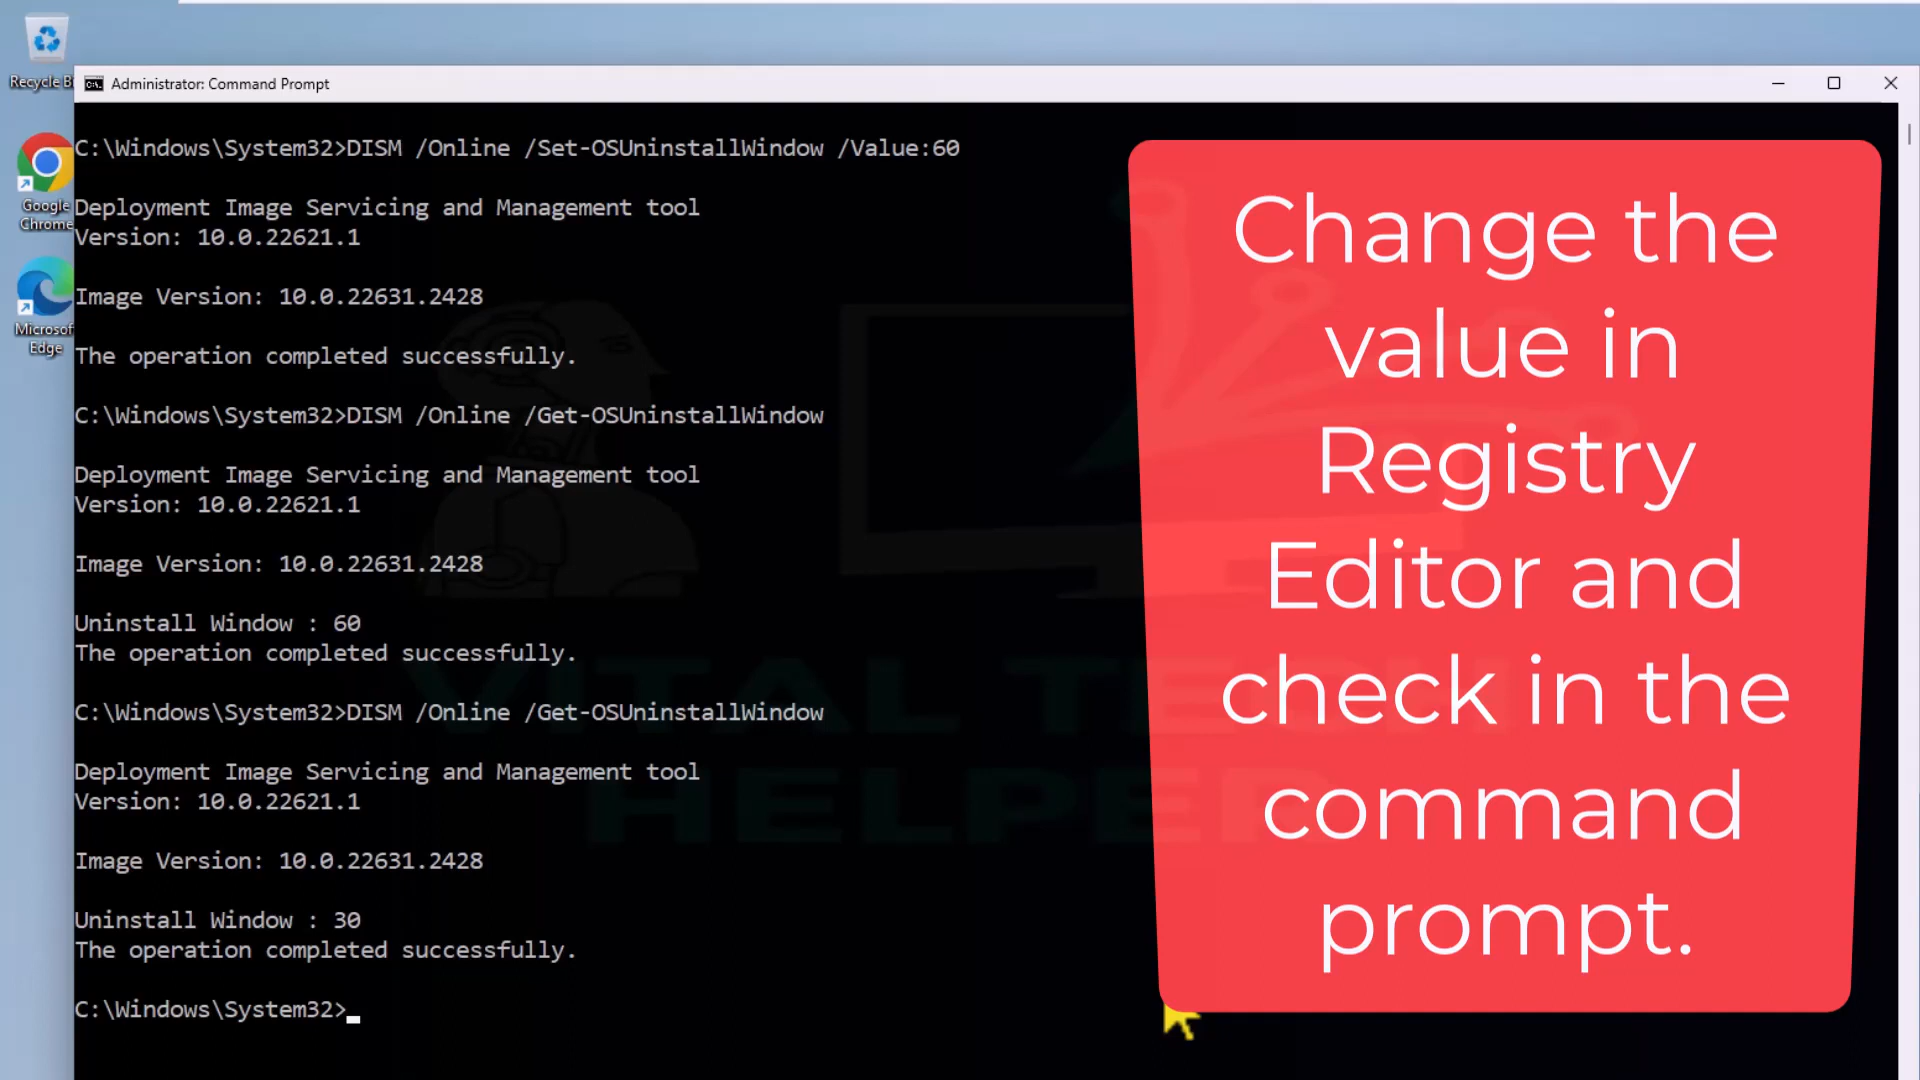 Recycle B
Administrator: Command Prompt
C:\Windows\System32>DISM /Online /Set-OSUninstallWindow /Value:60
Deployment Image Servicing and Management tool
Version: 10.0.22621.1
Image Version: 10.0.22631.2428
The operation completed successfully.
C:\Windows\System32>DISM /Online /Get-OSUninstallWindow
Deployment Image Servicing and Management tool
Version: 10.0.22621.1
Image Version: 10.0.22631.2428
Uninstall Window : 60
The operation completed successfully.
C:\Windows\System32>DISM /Online /Get-OSUninstallWindow
Deployment Image Servicing and Management tool
Version: 10.0.22621.1
Image Version: 10.0.22631.2428
Uninstall Window : 30
The operation completed successfully.
C:\Windows\System32>
Google
Chrome
Microsof
Edge
Change the
value in
Registry
Editor and
check in the
command
prompt.
VITAL TECH
HELPER